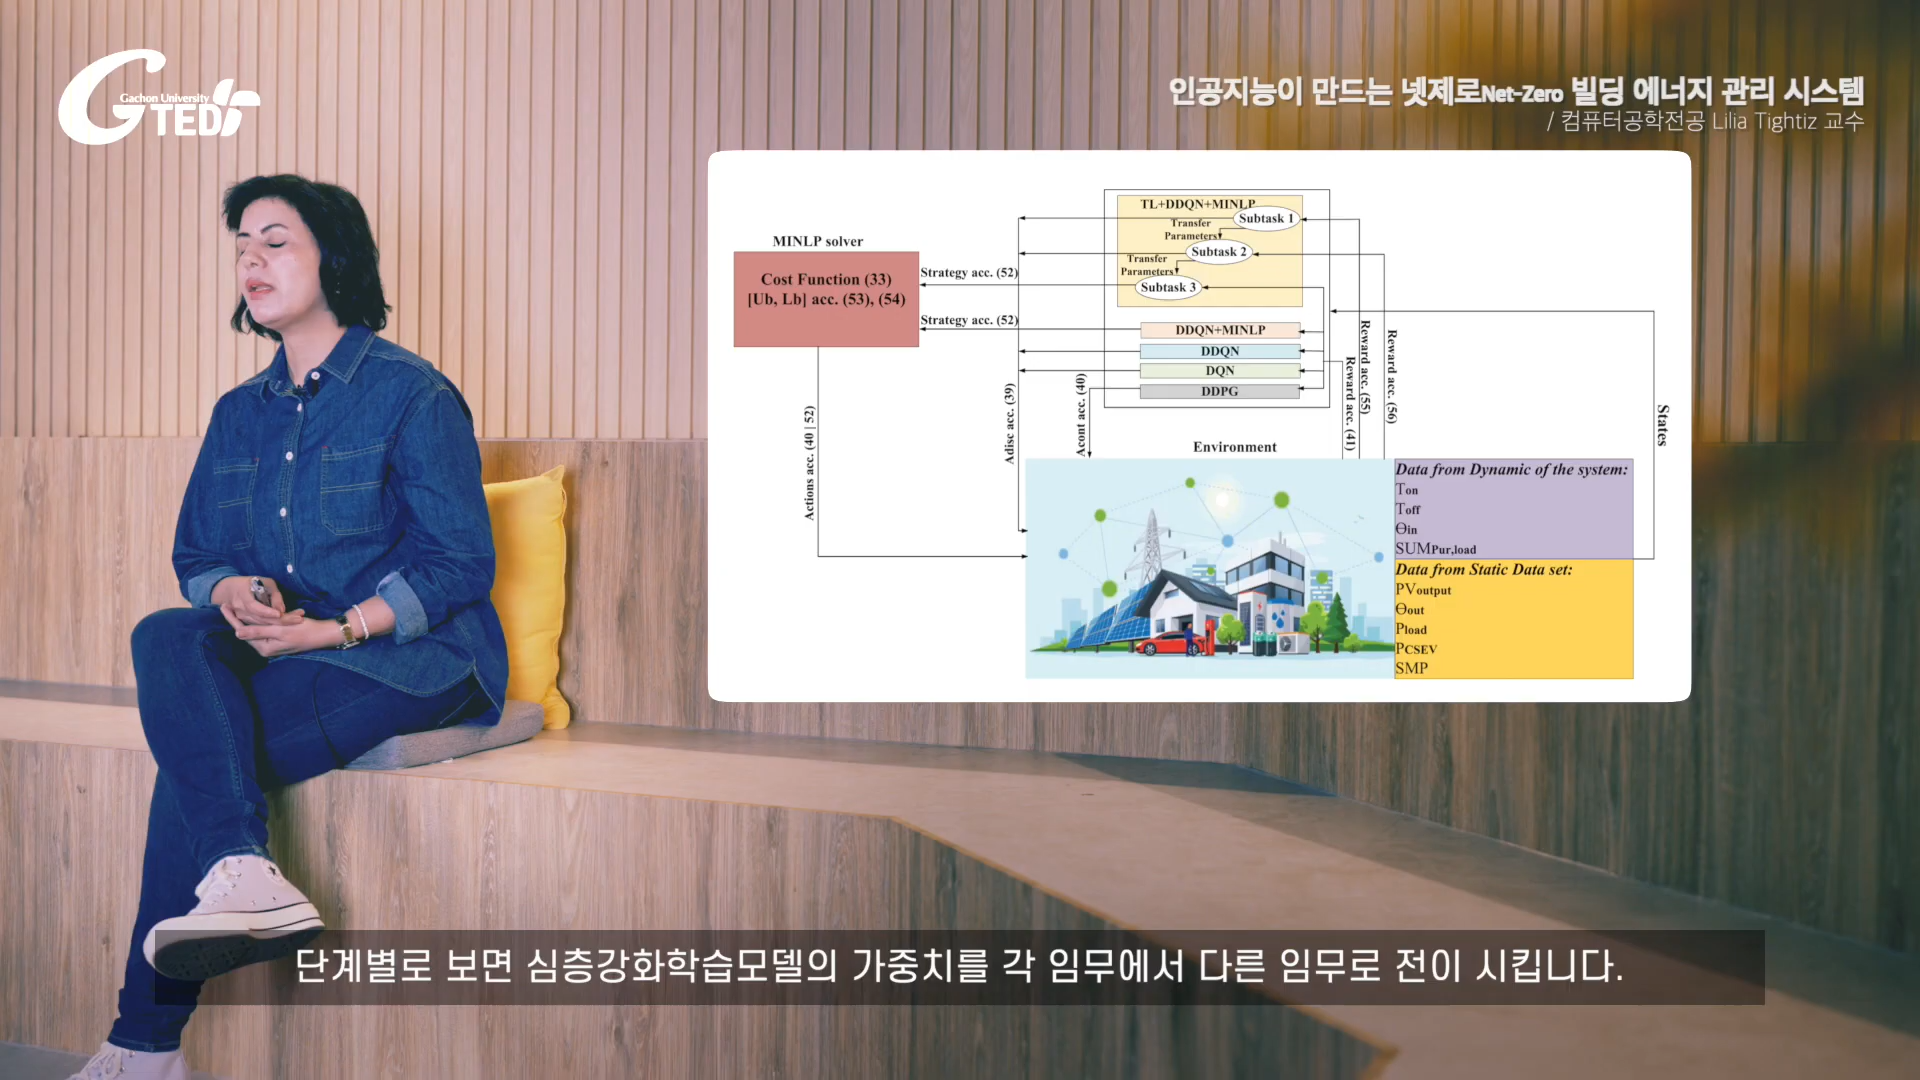 Gachon University
GTED
인공지능이 만드는 넷제로Net-Zero 빌딩 에너지 관리 시스템
/ 컴퓨터공학전공 Lilia Tightiz 교수
MINLP solver
Cost Function (33)
[Ub, Lb] acc. (53), (54)
Strategy acc. (52)
Strategy acc. (52)
TL+DDQN+MINLP
Subtask 1
Transfer
Parameters
Subtask 2
Transfer
Parameters
Subtask 3
DDQN+MINLP
DDQN
DQN
DDPG
Actions acc. (40 | 52)
Adisc acc. (39)
Acont acc. (40)
Reward acc. (41)
Reward acc. (55)
Reward acc. (56)
States
Environment
Data from Dynamic of the system:
Ton
Toff
Θin
SUMPur,load
Data from Static Data set:
PVoutput
Θout
Pload
PCSEV
SMP
단계별로 보면 심층강화학습모델의 가중치를 각 임무에서 다른 임무로 전이 시킵니다.